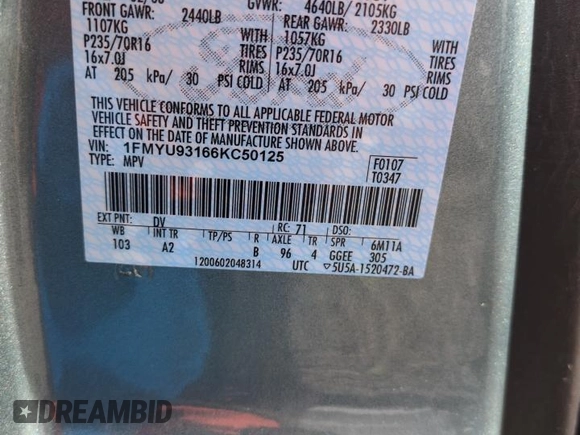 GVWR: 4640LB/ 2105KG
FRONT GAWR: 2440LB REAR GAWR: 2330LB
1107KG WITH 1057KG WITH
P235/70R16 TIRES P235/70R16 TIRES
16x7.0J RIMS 16x7.0J RIMS
AT 205 kPa/ 30 PSI COLD AT 205 kPa/ 30 PSI COLD
THIS VEHICLE CONFORMS TO ALL APPLICABLE FEDERAL MOTOR
VEHICLE SAFETY AND THEFT PREVENTION STANDARDS IN
EFFECT ON THE DATE OF MANUFACTURE SHOWN ABOVE.
VIN: 1FMYU93166KC50125
TYPE: MPV
F0107
T0347
EXT PNT: DV RC: 71 DSO:
WB INT TR TP/PS R AXLE TR SPR 6M11A
103 A2 B 96 4 GGEE 305
1200602048314 UTC ▽5U5A-1520472-BA
$DREAMBID